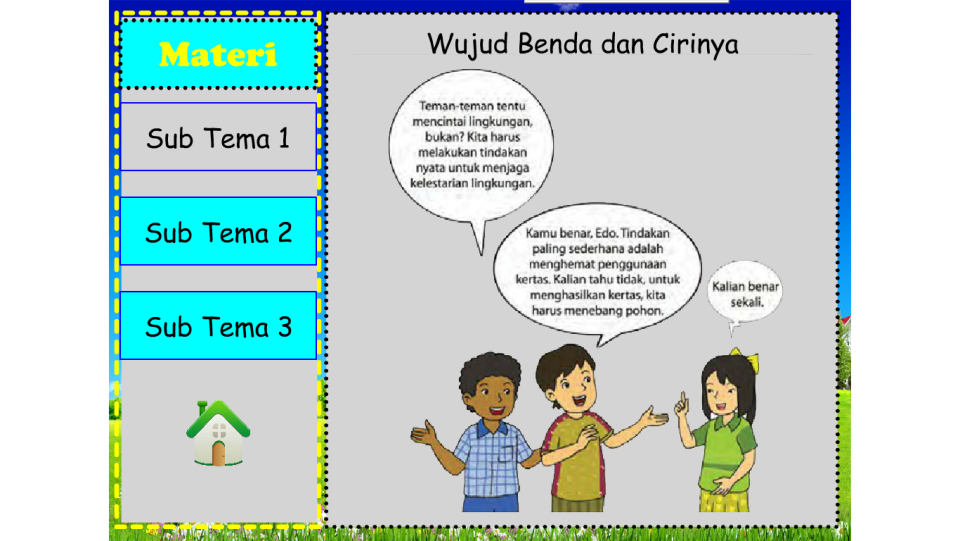 Materi
Sub Tema 1
Sub Tema 2
Sub Tema 3
Wujud Benda dan Cirinya
Teman-teman tentu
mencintai lingkungan,
bukan? Kita harus
melakukan tindakan
nyata untuk menjaga
kelestarian lingkungan.
Kamu benar, Edo. Tindakan
paling sederhana adalah
menghemat penggunaan
kertas. Kalian tahu tidak, untuk
menghasilkan kertas, kita
harus menebang pohon.
Kalian benar
sekali.